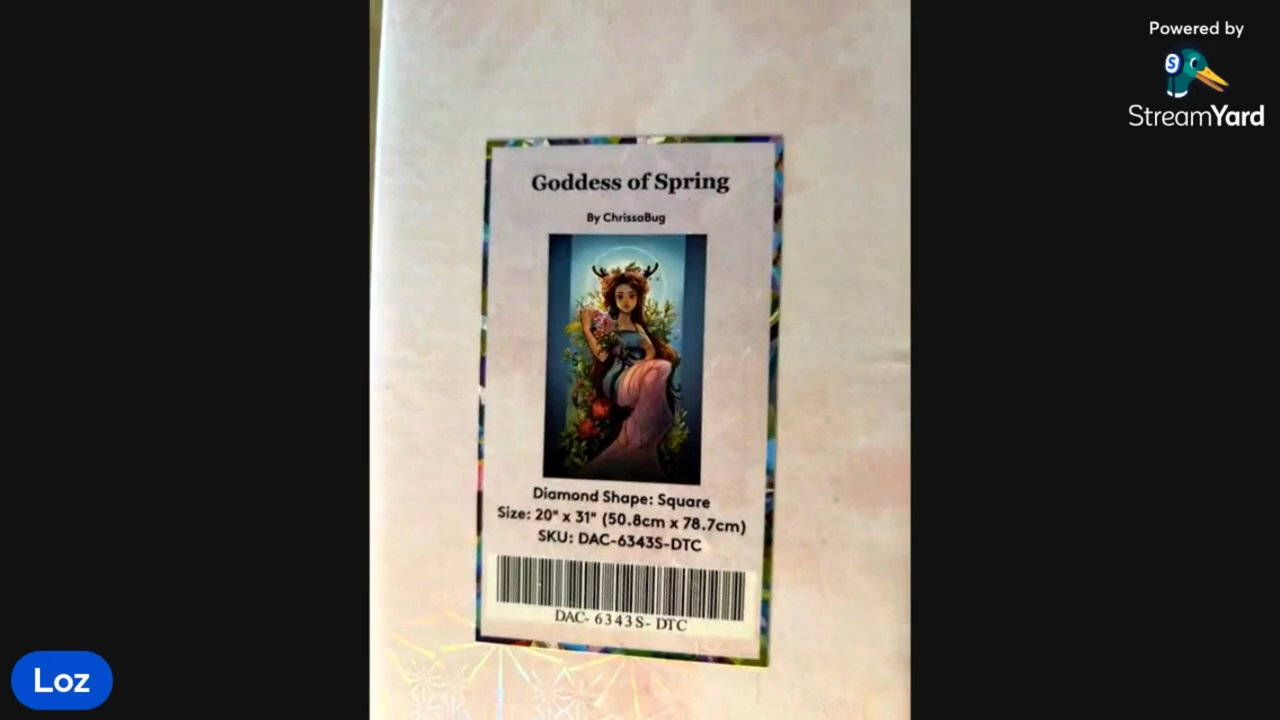 Powered by
S
StreamYard
Goddess of Spring
By ChrissaBug
Diamond Shape: Square
Size: 20" x 31" (50.8cm x 78.7cm)
SKU: DAC-6343S-DTC
DAC- 6343S- DTC
Loz